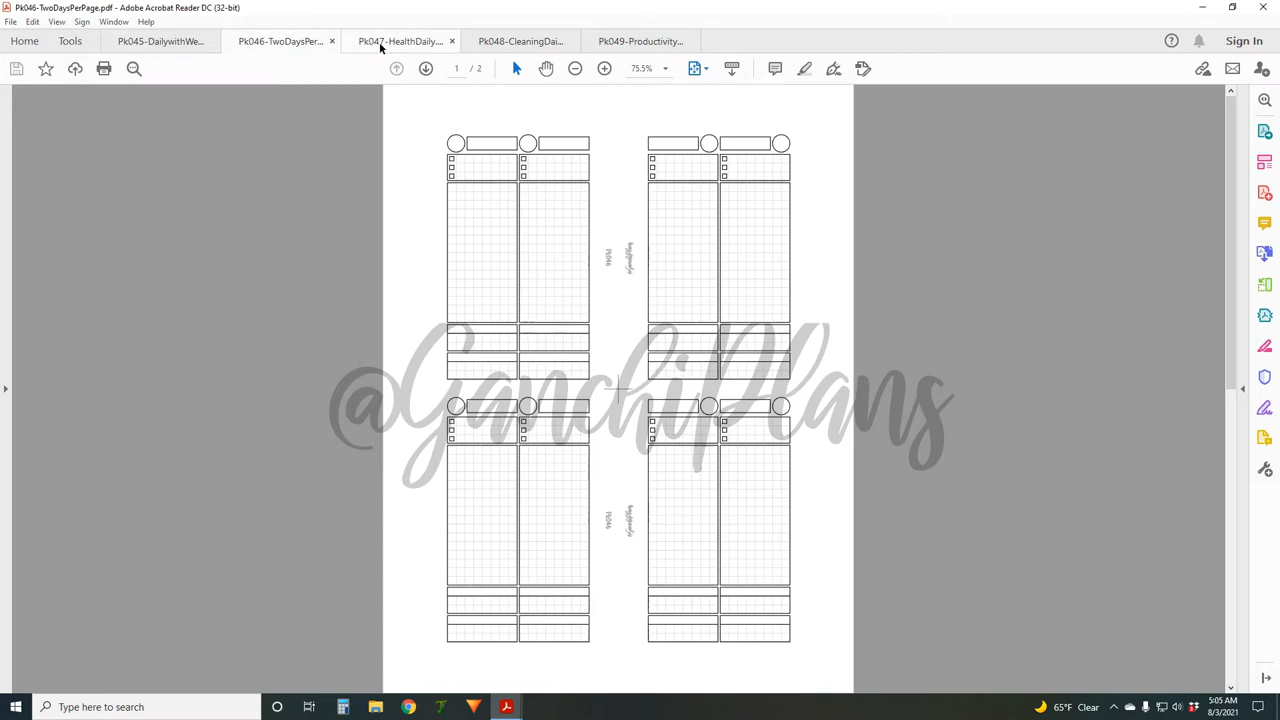 Pk046-TwoDaysPerPage.pdf - Adobe Acrobat Reader DC (32-bit)
File Edit View Sign Window Help
Home Tools Pk045-DailywithWe... Pk046-TwoDaysPer... Pk047-HealthDaily.... Pk048-CleaningDai... Pk049-Productivity... Sign In
1 / 2 75.5%
Pk046
@GanchiPlans
Pk046
Type here to search
65°F Clear
5:05 AM
8/3/2021